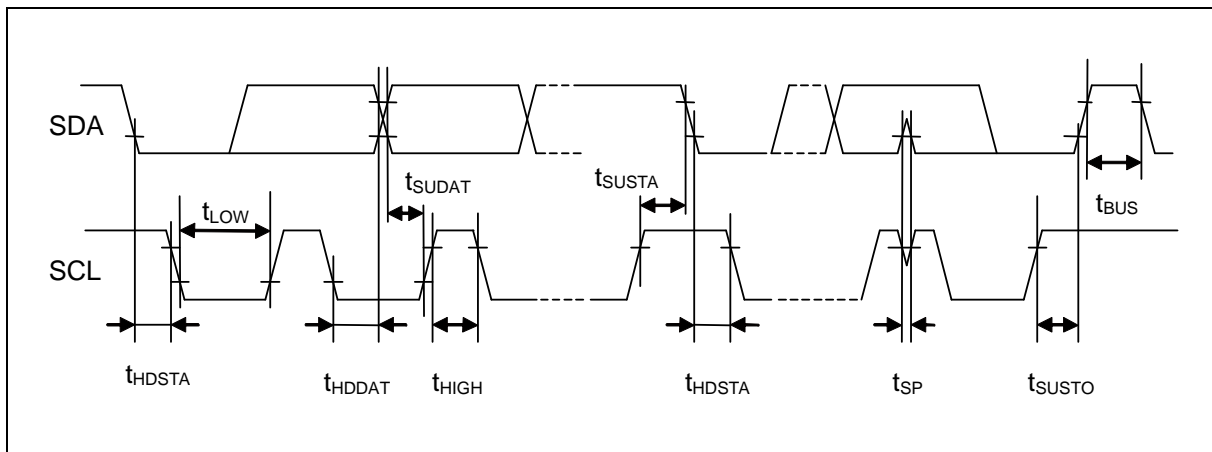 SDA
tSUDAT
tSUSTA
tLOW
tBUS
SCL
tHDSTA
tHDDAT
tHIGH
tHDSTA
tSP
tSUSTO